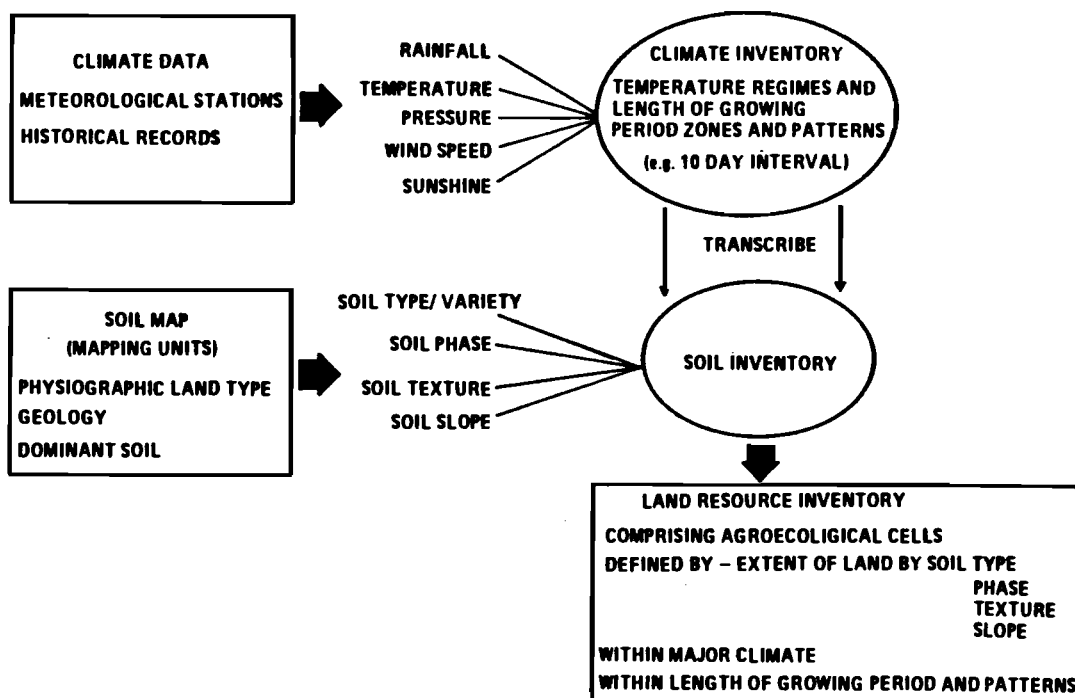 CLIMATE DATA
METEOROLOGICAL STATIONS
HISTORICAL RECORDS
RAINFALL
TEMPERATURE
PRESSURE
WIND SPEED
SUNSHINE
CLIMATE INVENTORY
TEMPERATURE REGIMES AND
LENGTH OF GROWING
PERIOD ZONES AND PATTERNS
(e.g. 10 DAY INTERVAL)
TRANSCRIBE
SOIL MAP
(MAPPING UNITS)
PHYSIOGRAPHIC LAND TYPE
GEOLOGY
DOMINANT SOIL
SOIL TYPE/ VARIETY
SOIL PHASE
SOIL TEXTURE
SOIL SLOPE
SOIL INVENTORY
LAND RESOURCE INVENTORY
COMPRISING AGROECOLIGICAL CELLS
DEFINED BY – EXTENT OF LAND BY SOIL TYPE
PHASE
TEXTURE
SLOPE
WITHIN MAJOR CLIMATE
WITHIN LENGTH OF GROWING PERIOD AND PATTERNS